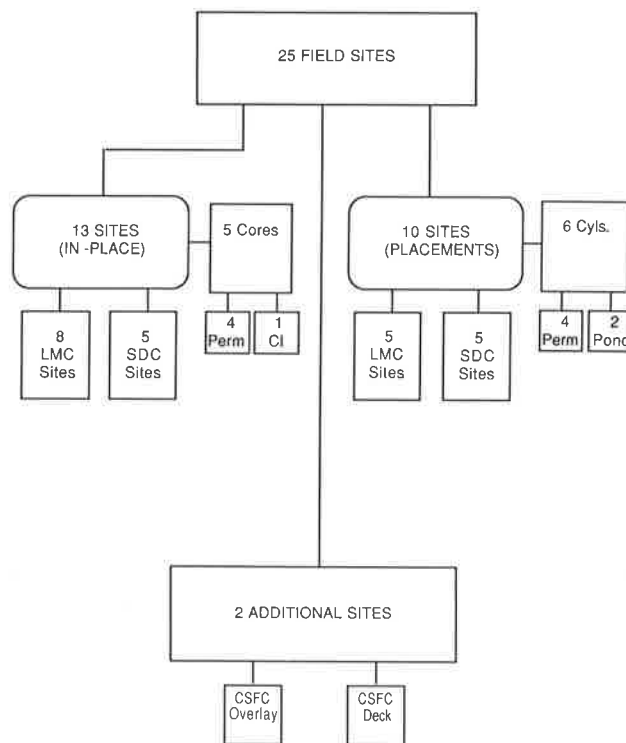 25 FIELD SITES
13 SITES
(IN -PLACE)
5 Cores
10 SITES
(PLACEMENTS)
6 Cyls.
8
LMC
Sites
5
SDC
Sites
4
Perm
1
Cl
5
LMC
Sites
5
SDC
Sites
4
Perm
2
Pond
2 ADDITIONAL SITES
CSFC
Overlay
CSFC
Deck